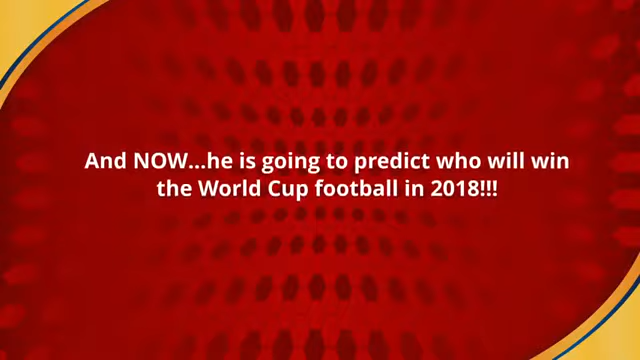 And NOW...he is going to predict who will win
the World Cup football in 2018!!!